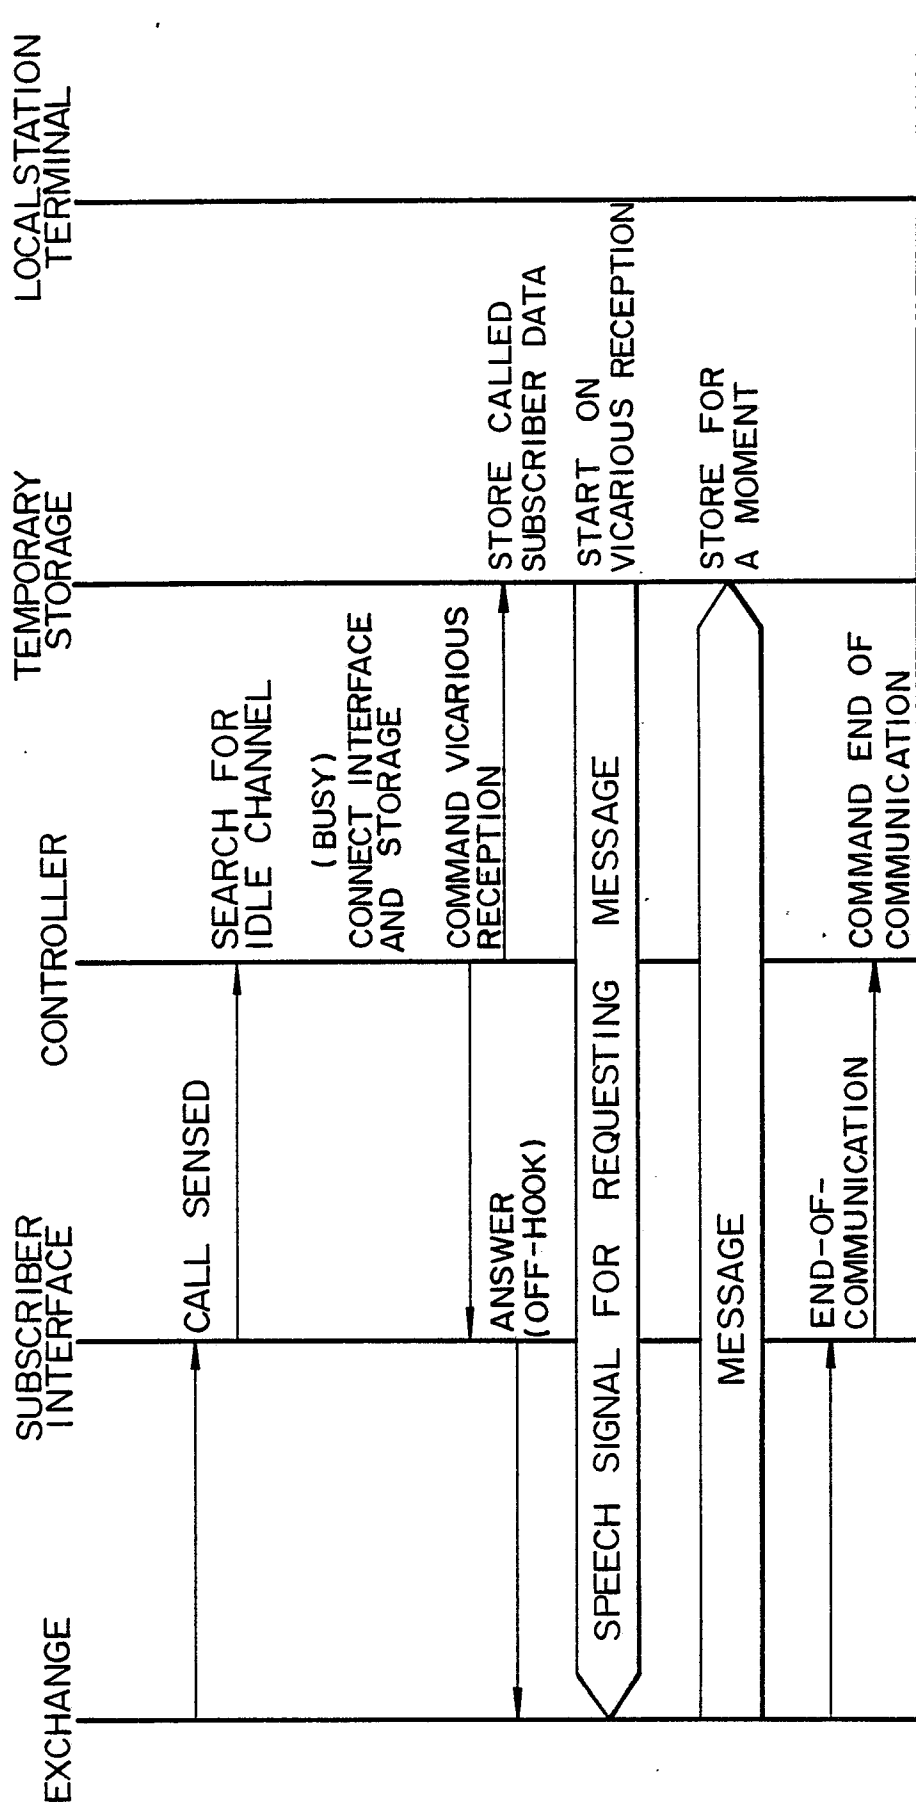 EXCHANGE
SUBSCRIBER
INTERFACE
CONTROLLER
TEMPORARY
STORAGE
LOCALSTATION
TERMINAL
CALL SENSED
SEARCH FOR
IDLE CHANNEL
(BUSY)
CONNECT INTERFACE
AND STORAGE
COMMAND VICARIOUS
RECEPTION
STORE CALLED
SUBSCRIBER DATA
ANSWER
(OFF-HOOK)
START ON
VICARIOUS RECEPTION
SPEECH SIGNAL FOR REQUESTING MESSAGE
STORE FOR
A MOMENT
MESSAGE
END-OF-
COMMUNICATION
COMMAND END OF
COMMUNICATION